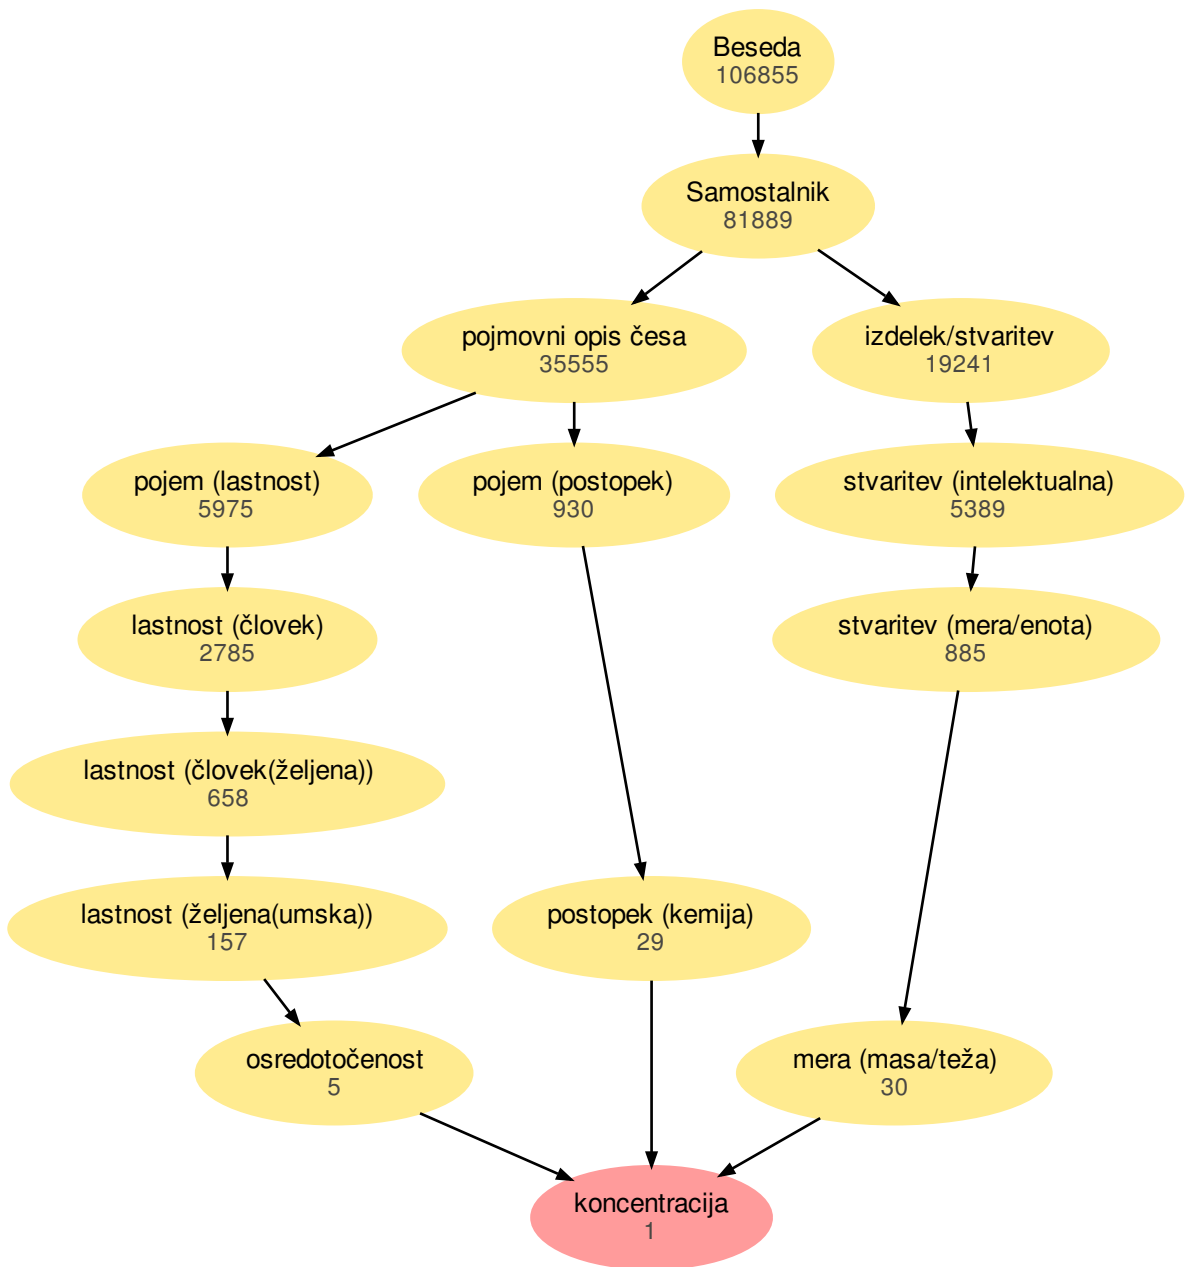 Beseda
106855
Samostalnik
81889
pojmovni opis česa
35555
izdelek/stvaritev
19241
pojem (lastnost)
5975
pojem (postopek)
930
stvaritev (intelektualna)
5389
lastnost (človek)
2785
stvaritev (mera/enota)
885
lastnost (človek(željena))
658
lastnost (željena(umska))
157
postopek (kemija)
29
osredotočenost
5
mera (masa/teža)
30
koncentracija
1